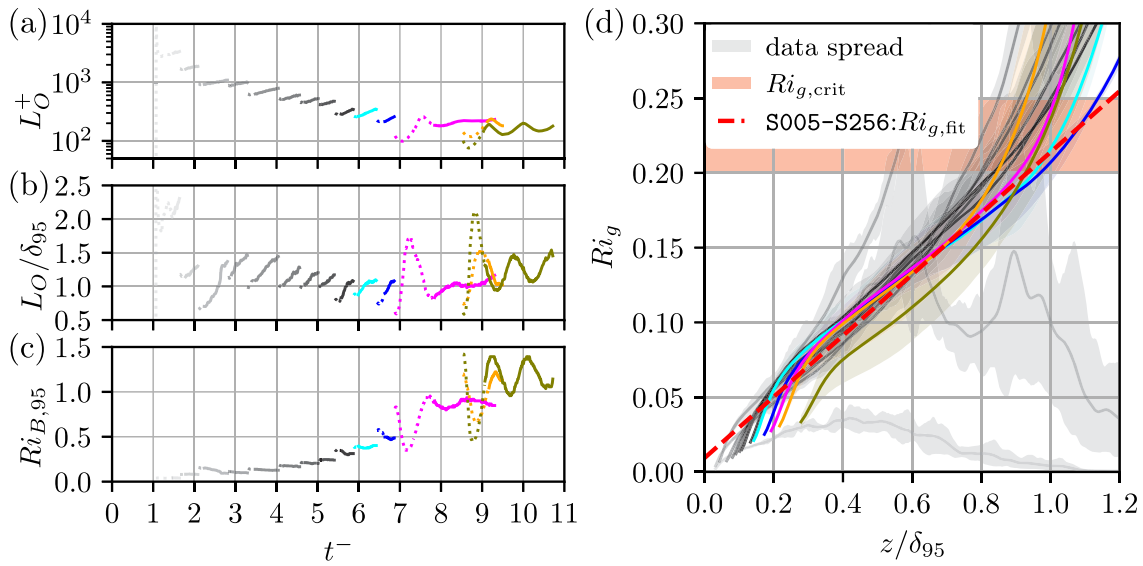 (a)
10^4
10^3
10^2
L_O^+
(b)
2.5
2.0
1.5
1.0
0.5
L_O/δ_95
(c)
1.5
1.0
0.5
0.0
Ri_B,95
0 1 2 3 4 5 6 7 8 9 10 11
t^-
(d)
0.30
0.25
0.20
0.15
0.10
0.05
0.00
Ri_g
data spread
Ri_g,crit
S005-S256:Ri_g,fit
0.0 0.2 0.4 0.6 0.8 1.0 1.2
z/δ_95